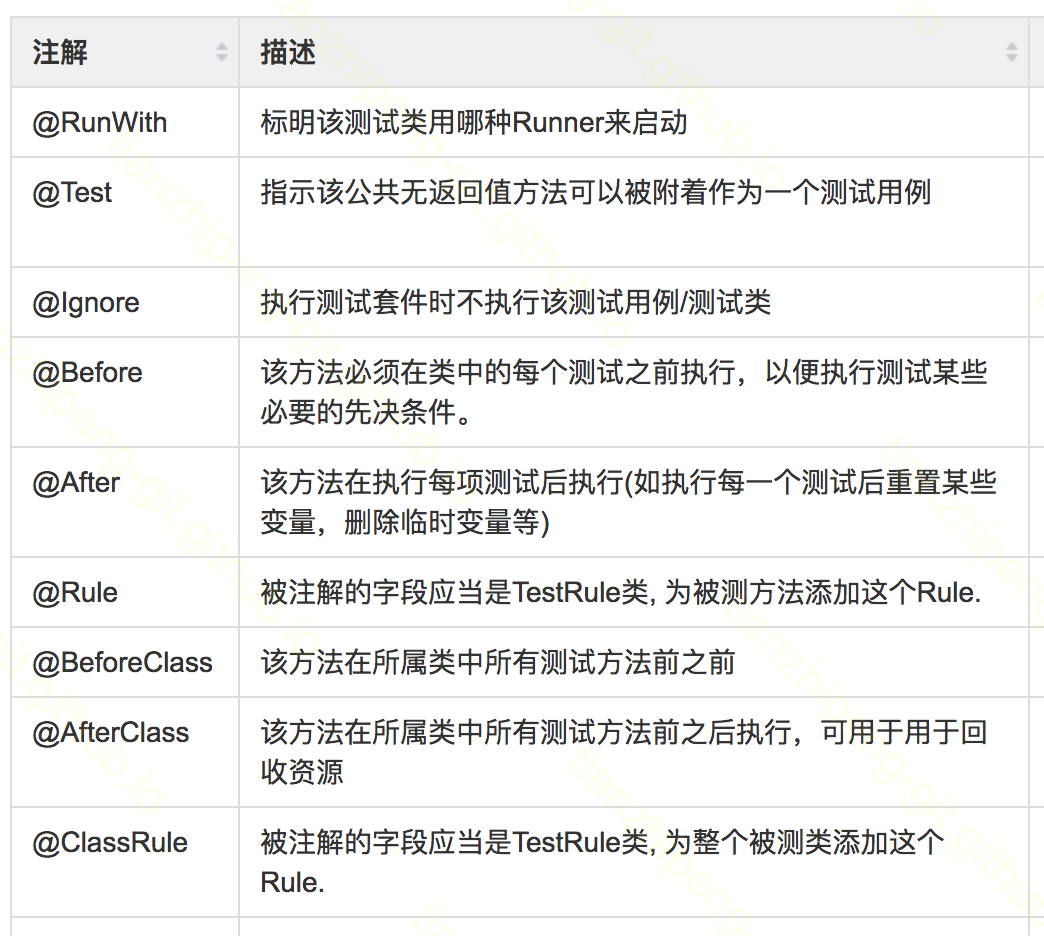 注解 描述
@RunWith 标明该测试类用哪种Runner来启动
@Test 指示该公共无返回值方法可以被附着作为一个测试用例
@Ignore 执行测试套件时不执行该测试用例/测试类
@Before 该方法必须在类中的每个测试之前执行，以便执行测试某些
必要的先决条件。
@After 该方法在执行每项测试后执行(如执行每一个测试后重置某些
变量，删除临时变量等)
@Rule 被注解的字段应当是TestRule类, 为被测方法添加这个Rule.
@BeforeClass 该方法在所属类中所有测试方法前之前
@AfterClass 该方法在所属类中所有测试方法前之后执行，可用于用于回
收资源
@ClassRule 被注解的字段应当是TestRule类, 为整个被测类添加这个
Rule.
tianzhipeng-git.github.io